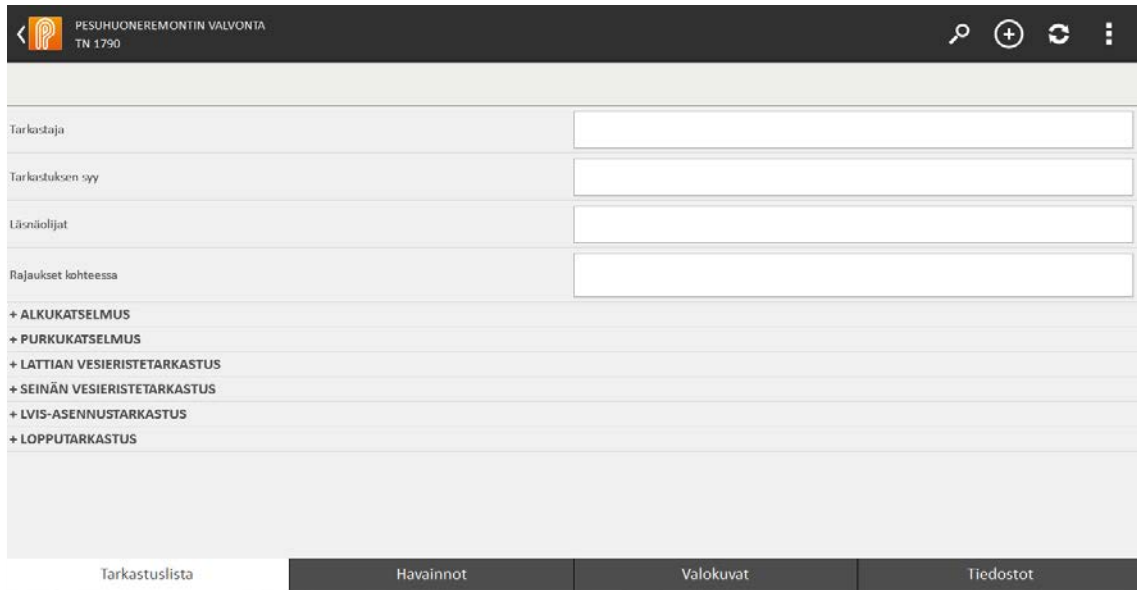 PESUHUONEREMONTIN VALVONTA
TN 1790
Tarkastaja
Tarkastuksen syy
Läsnäolijat
Rajaukset kohteessa
+ ALKUKATSELMUS
+ PURKUKATSELMUS
+ LATTIAN VESIERISTETARKASTUS
+ SEINÄN VESIERISTETARKASTUS
+ LVIS-ASENNUSTARKASTUS
+ LOPPUTARKASTUS
Tarkastuslista Havainnot Valokuvat Tiedostot